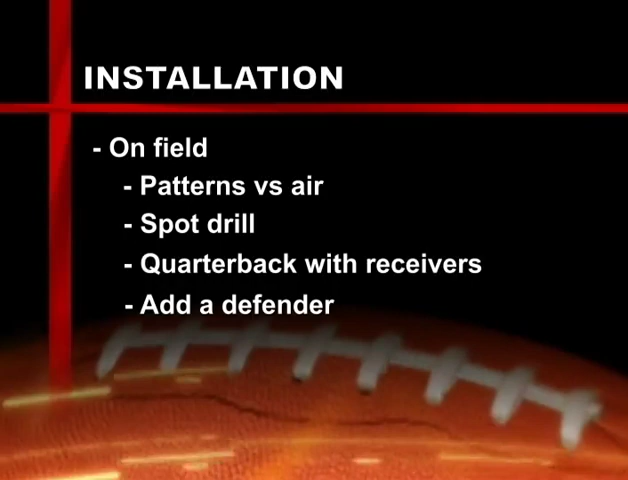 INSTALLATION
- On field
- Patterns vs air
- Spot drill
- Quarterback with receivers
- Add a defender